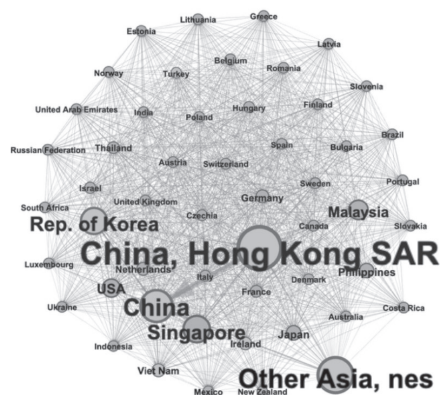 Greece
Lithuania
Estonia
Latvia
Belgium
Romania
Norway
Turkey
Slovenia
Finland
United Arab Emirates
India
Poland
Hungary
Brazil
Russian Federation
Thailand
Spain
Bulgaria
Austria
Switzerland
Israel
Sweden
Portugal
South Africa
United Kingdom
Germany
Malaysia
Rep. of Korea
Czechia
Canada
Slovakia
China, Hong Kong SAR
Luxembourg
Netherlands
Italy
Denmark
Philippines
USA
France
Ukraine
China
Costa Rica
Singapore
Japan
Australia
Indonesia
Ireland
Viet Nam
Other Asia, nes
Mexico
New Zealand